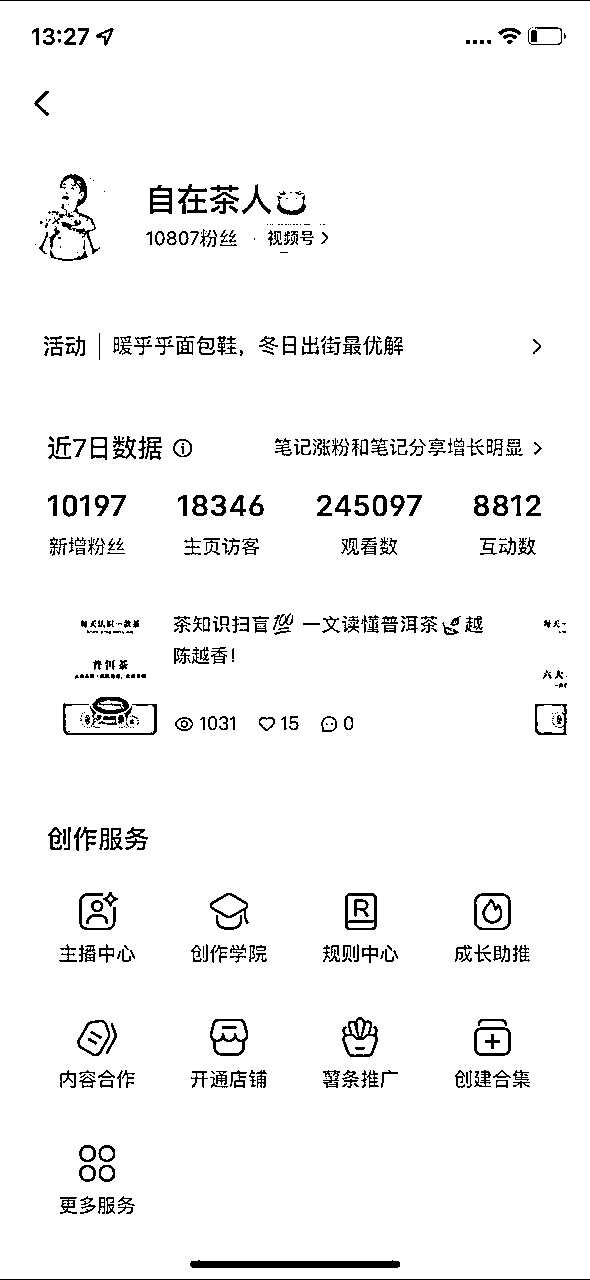 13:27
自在茶人
10807粉丝 · 视频号
活动 | 暖乎乎面包鞋，冬日出街最优解
近7日数据 笔记涨粉和笔记分享增长明显
10197 18346 245097 8812
新增粉丝 主页访客 观看数 互动数
每天认识一款茶
普洱茶
茶知识扫盲💯 一文读懂普洱茶🌿越
陈越香！
1031 15 0
每天一
六大
创作服务
主播中心 创作学院 规则中心 成长助推
内容合作 开通店铺 薯条推广 创建合集
更多服务